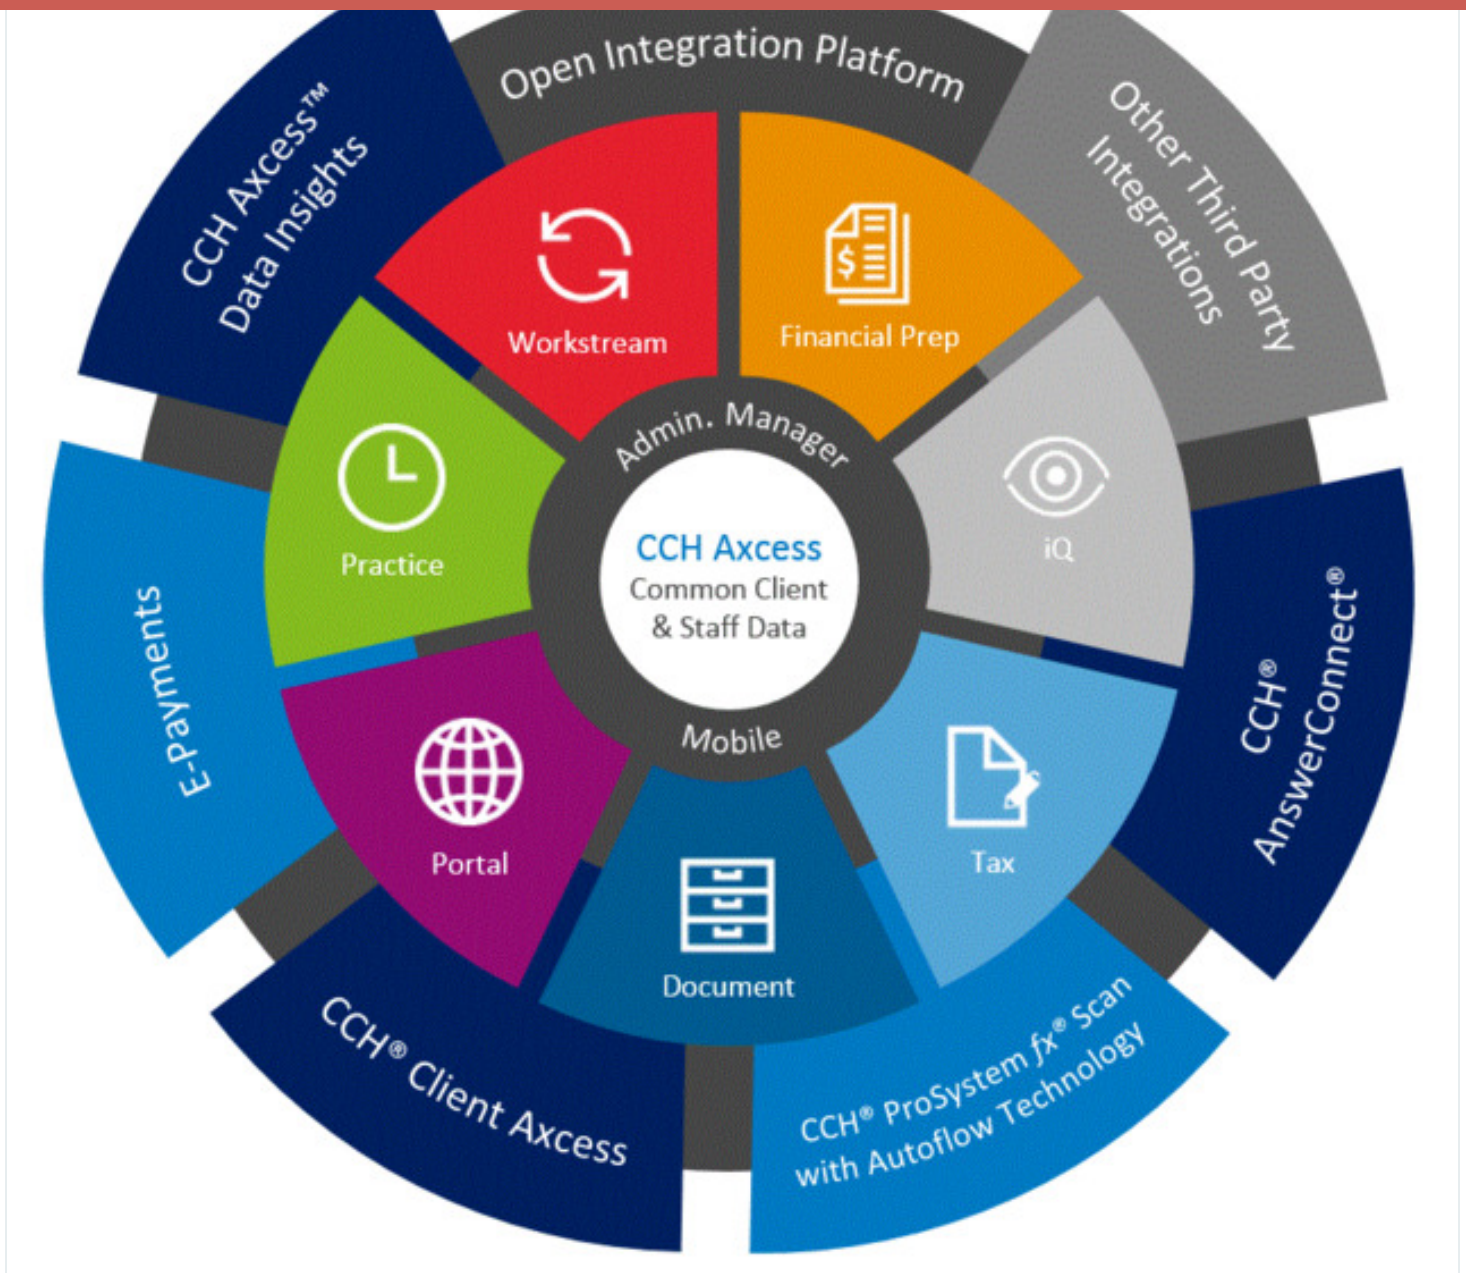 Open Integration Platform
CCH Axcess™
Data Insights
Other Third Party
Integrations
Workstream
Financial Prep
Admin. Manager
Practice
iQ
CCH Axcess
Common Client
& Staff Data
E-Payments
CCH®
AnswerConnect®
Mobile
Portal
Tax
Document
CCH® Client Axcess
CCH® ProSystem fx® Scan
with Autoflow Technology
$